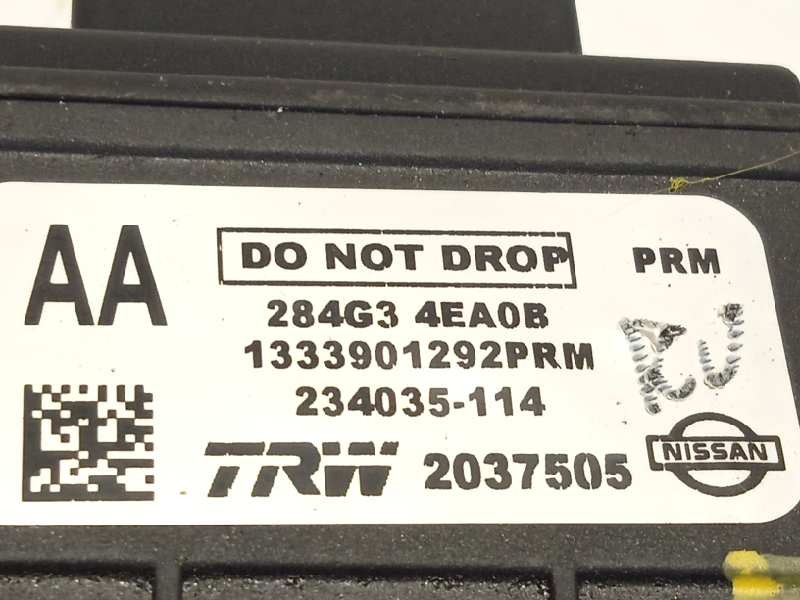 AA
DO NOT DROP
PRM
284G3 4EA0B
1333901292PRM
234035-114
TRW 2037505
NISSAN